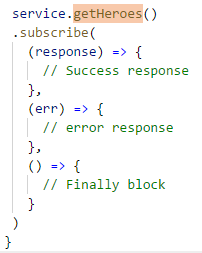 service.getHeroes()
.subscribe(
(response) => {
// Success response
},
(err) => {
// error response
},
() => {
// Finally block
}
)
}